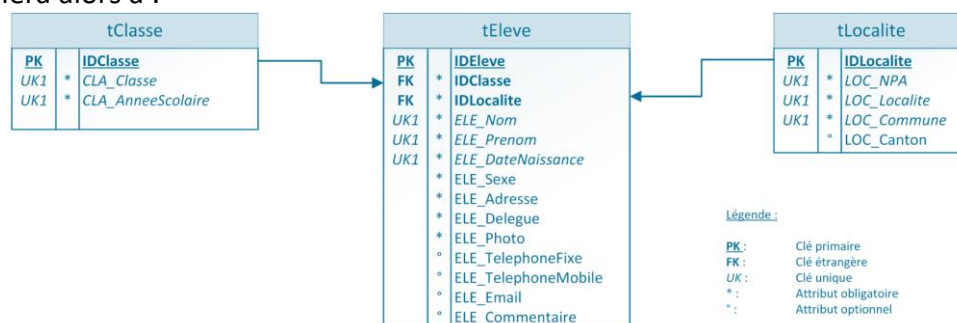 tClasse
PK IDClasse
UK1 * CLA_Classe
UK1 * CLA_AnneeScolaire
tEleve
PK IDEleve
FK * IDClasse
FK * IDLocalite
UK1 * ELE_Nom
UK1 * ELE_Prenom
UK1 * ELE_DateNaissance
* ELE_Sexe
* ELE_Adresse
* ELE_Delegue
* ELE_Photo
° ELE_TelephoneFixe
° ELE_TelephoneMobile
° ELE_Email
° ELE_Commentaire
tLocalite
PK IDLocalite
UK1 * LOC_NPA
UK1 * LOC_Localite
UK1 * LOC_Commune
° LOC_Canton
Légende :
PK : Clé primaire
FK : Clé étrangère
UK : Clé unique
* : Attribut obligatoire
° : Attribut optionnel